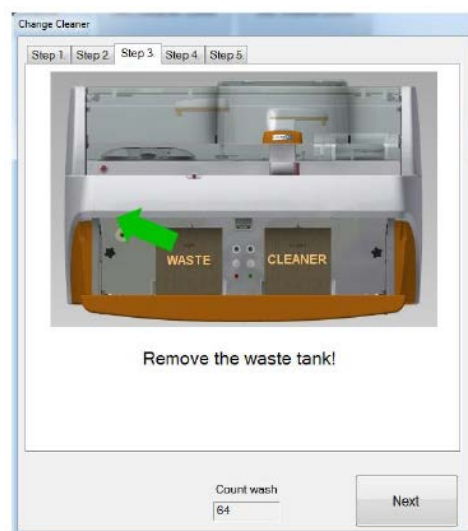 Change Cleaner
Step 1. Step 2. Step 3. Step 4. Step 5.
WASTE CLEANER
Remove the waste tank!
Count wash
64
Next